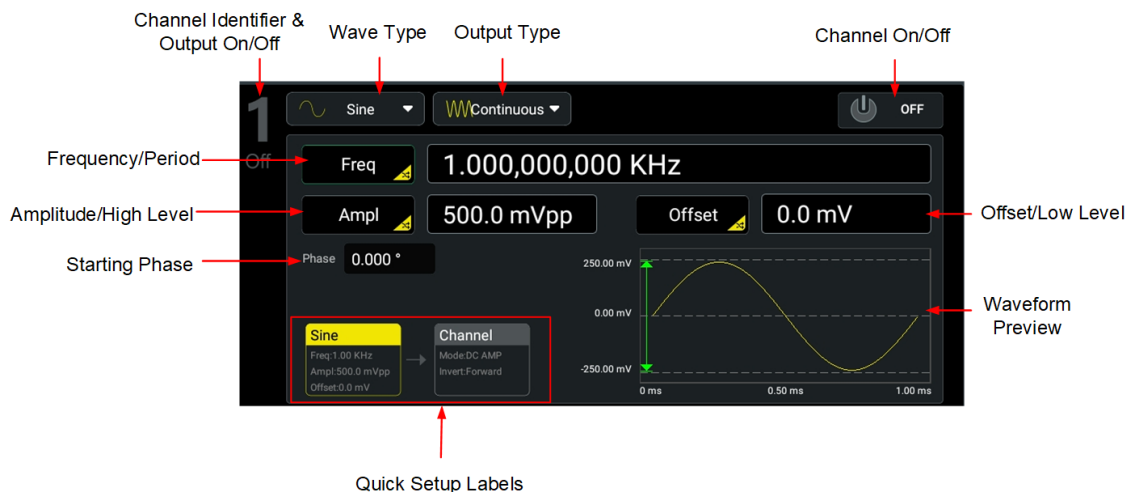 Channel Identifier &
Output On/Off
Wave Type
Output Type
Channel On/Off
1
Sine
Continuous
OFF
Frequency/Period
Off
Freq
1.000,000,000 KHz
Amplitude/High Level
Ampl
500.0 mVpp
Offset
0.0 mV
Offset/Low Level
Starting Phase
Phase
0.000 °
250.00 mV
0.00 mV
-250.00 mV
0 ms
0.50 ms
1.00 ms
Waveform
Preview
Sine
Freq:1.00 KHz
Ampl:500.0 mVpp
Offset:0.0 mV
Channel
Mode:DC AMP
Invert:Forward
Quick Setup Labels